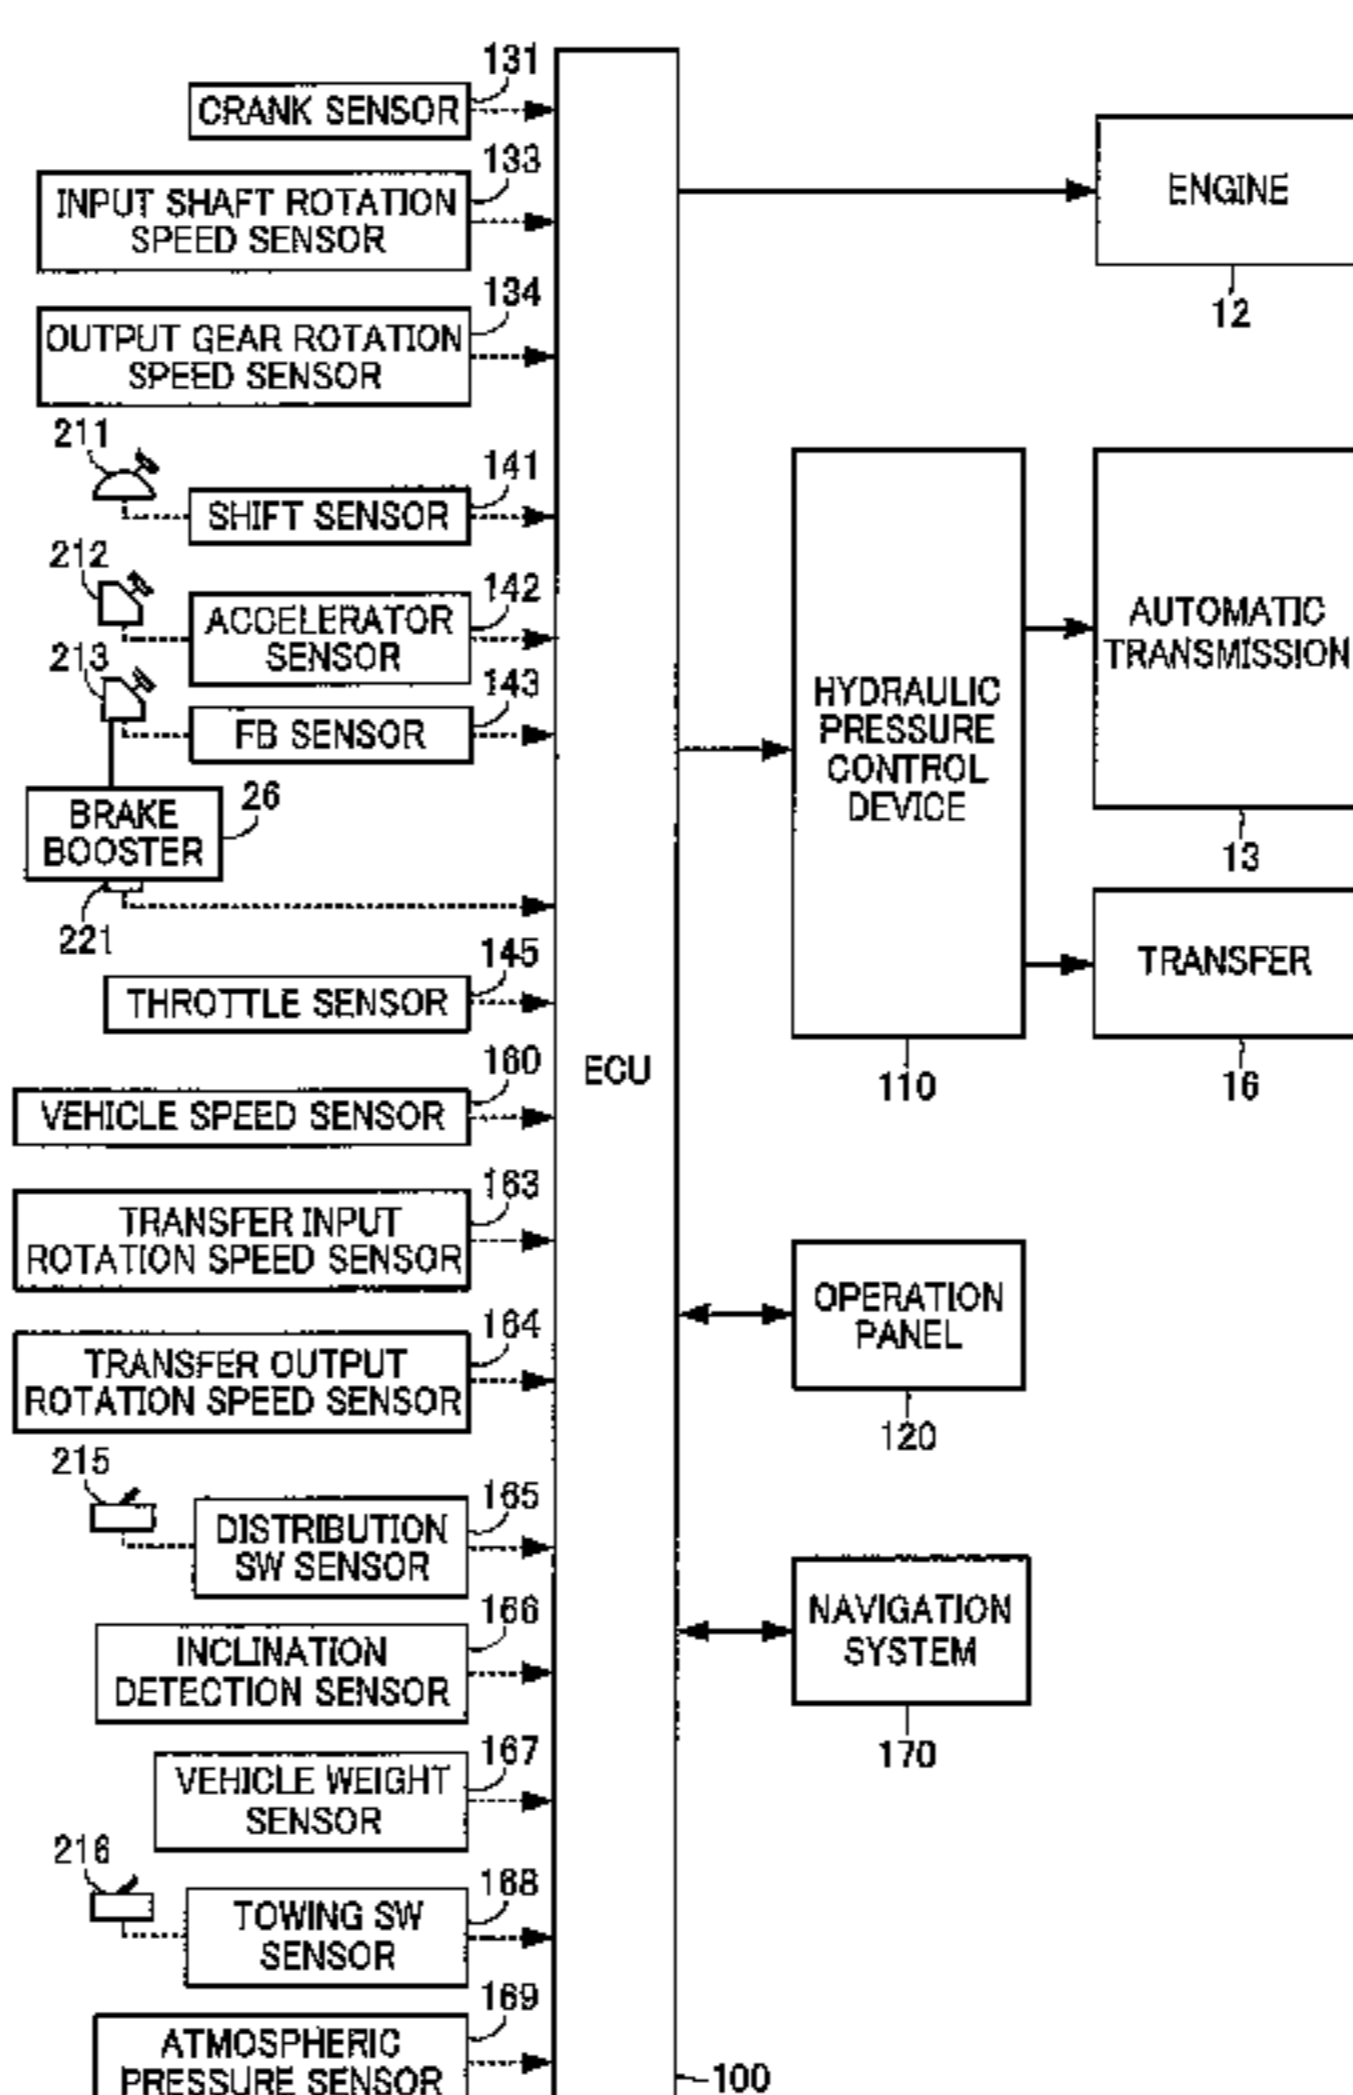 131
CRANK SENSOR
133
INPUT SHAFT ROTATION
SPEED SENSOR
134
OUTPUT GEAR ROTATION
SPEED SENSOR
211
141
SHIFT SENSOR
212
142
ACCELERATOR
SENSOR
213
143
FB SENSOR
BRAKE
BOOSTER
26
221
145
THROTTLE SENSOR
160
VEHICLE SPEED SENSOR
163
TRANSFER INPUT
ROTATION SPEED SENSOR
164
TRANSFER OUTPUT
ROTATION SPEED SENSOR
215
165
DISTRIBUTION
SW SENSOR
166
INCLINATION
DETECTION SENSOR
167
VEHICLE WEIGHT
SENSOR
216
168
TOWING SW
SENSOR
169
ATMOSPHERIC
PRESSURE SENSOR
ECU
100
ENGINE
12
HYDRAULIC
PRESSURE
CONTROL
DEVICE
110
AUTOMATIC
TRANSMISSION
13
TRANSFER
16
OPERATION
PANEL
120
NAVIGATION
SYSTEM
170